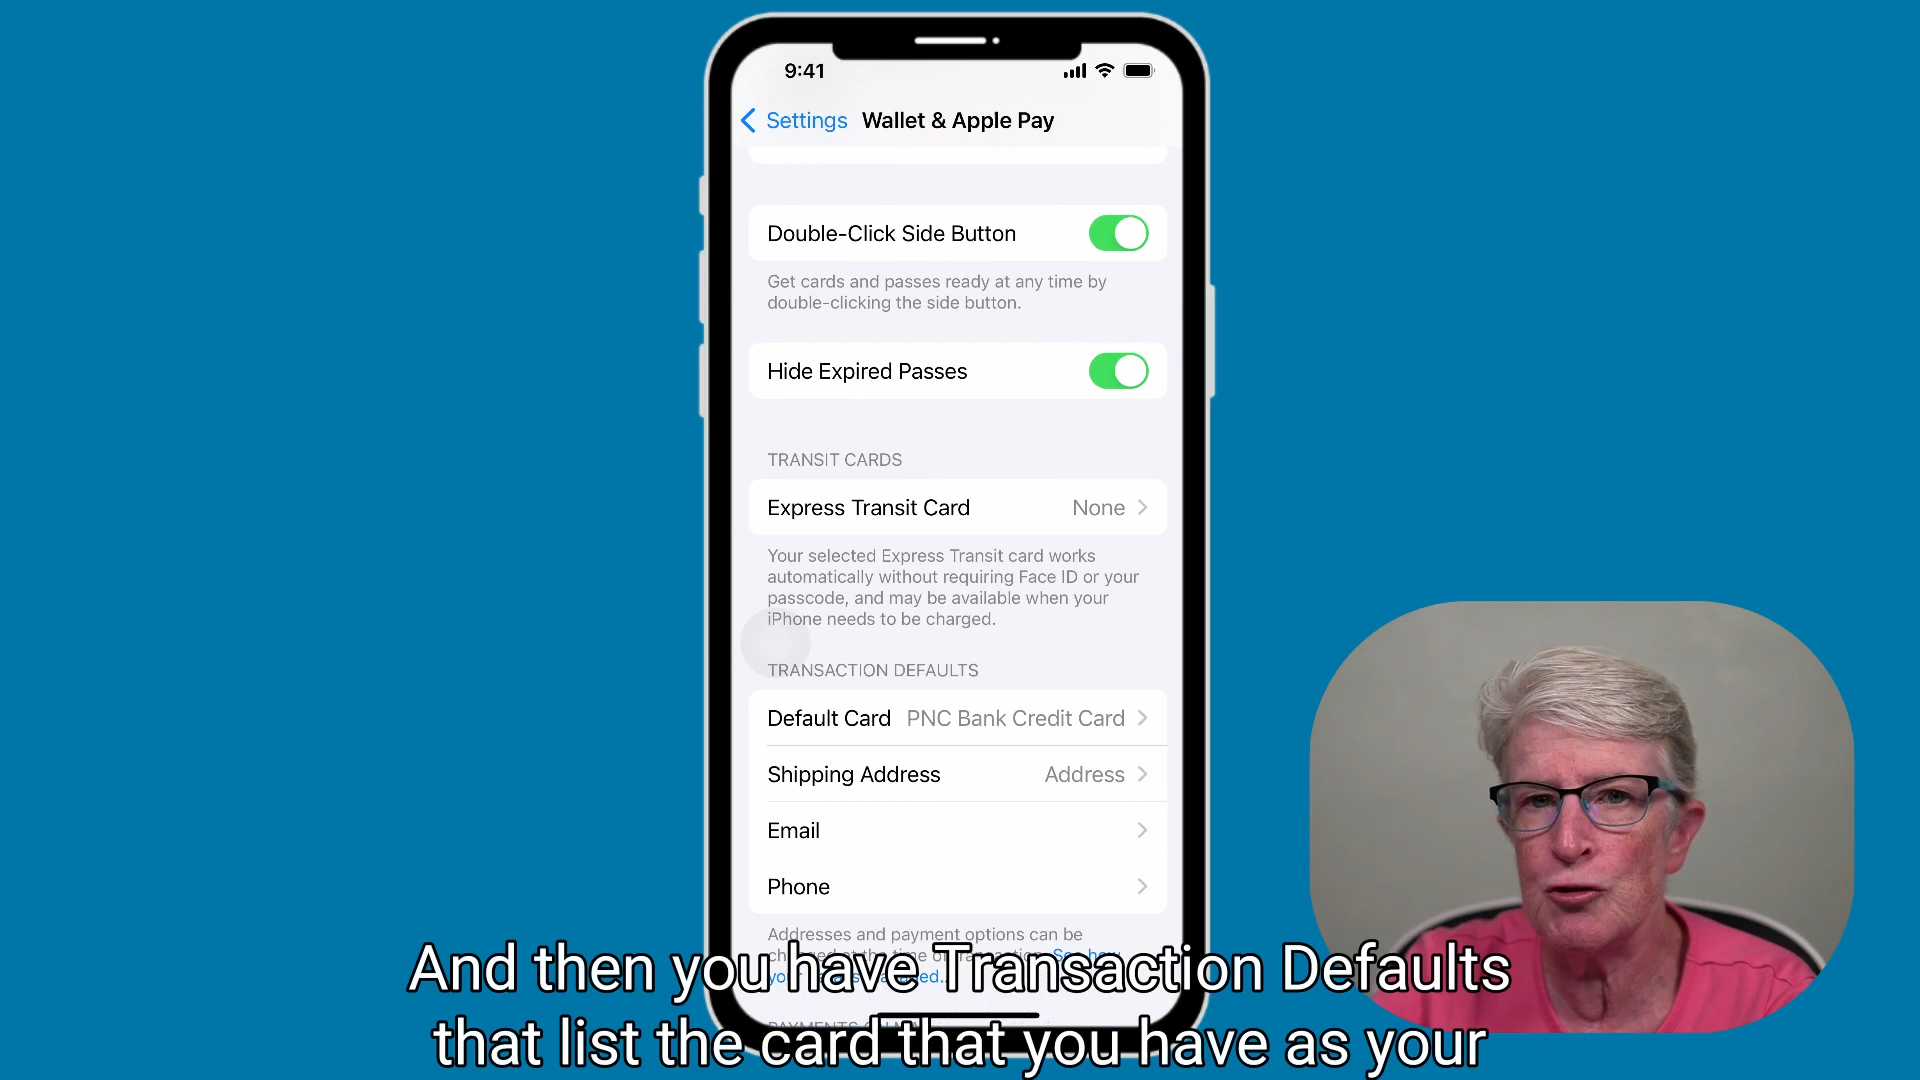 9:41
Settings Wallet & Apple Pay
Double-Click Side Button
Get cards and passes ready at any time by
double-clicking the side button.
Hide Expired Passes
TRANSIT CARDS
Express Transit Card None
Your selected Express Transit card works
automatically without requiring Face ID or your
passcode, and may be available when your
iPhone needs to be charged.
TRANSACTION DEFAULTS
Default Card PNC Bank Credit Card
Shipping Address Address
Email
Phone
Addresses and payment options can be
And then you have Transaction Defaults
that list the card that you have as your